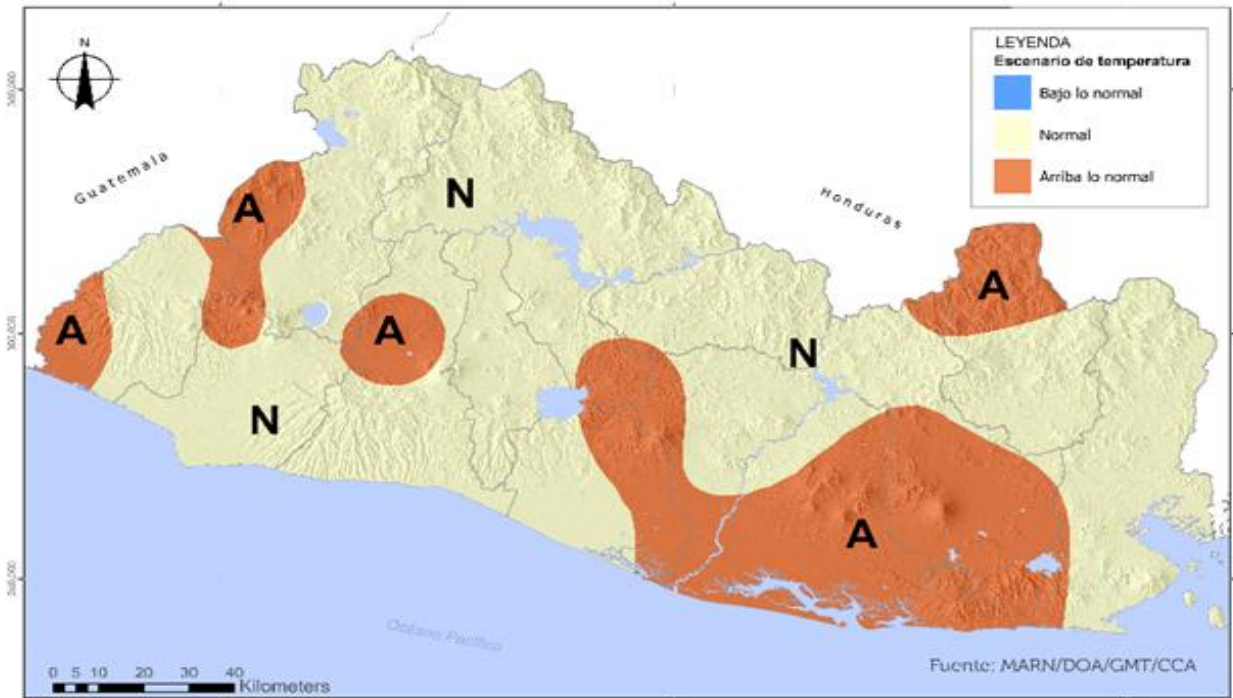 N
LEYENDA
Escenario de temperatura
Bajo lo normal
Normal
Arriba lo normal
Guatemala
Honduras
A
N
A
A
A
N
N
A
Océano Pacífico
Fuente: MARN/DOA/GMT/CCA
0 5 10 20 30 40
Kilometers